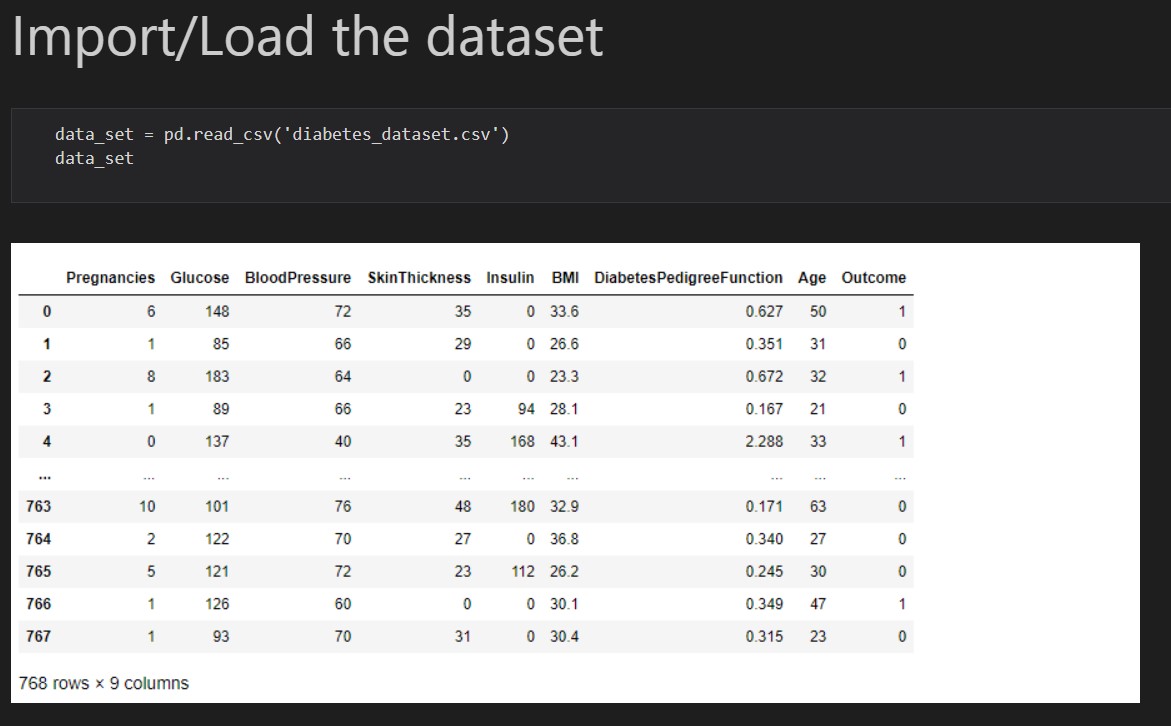 Import/Load the dataset
data_set = pd.read_csv('diabetes_dataset.csv')
data_set
Pregnancies Glucose BloodPressure SkinThickness Insulin BMI DiabetesPedigreeFunction Age Outcome
0 6 148 72 35 0 33.6 0.627 50 1
1 1 85 66 29 0 26.6 0.351 31 0
2 8 183 64 0 0 23.3 0.672 32 1
3 1 89 66 23 94 28.1 0.167 21 0
4 0 137 40 35 168 43.1 2.288 33 1
... ... ... ... ... ... ... ... ... ...
763 10 101 76 48 180 32.9 0.171 63 0
764 2 122 70 27 0 36.8 0.340 27 0
765 5 121 72 23 112 26.2 0.245 30 0
766 1 126 60 0 0 30.1 0.349 47 1
767 1 93 70 31 0 30.4 0.315 23 0
768 rows × 9 columns